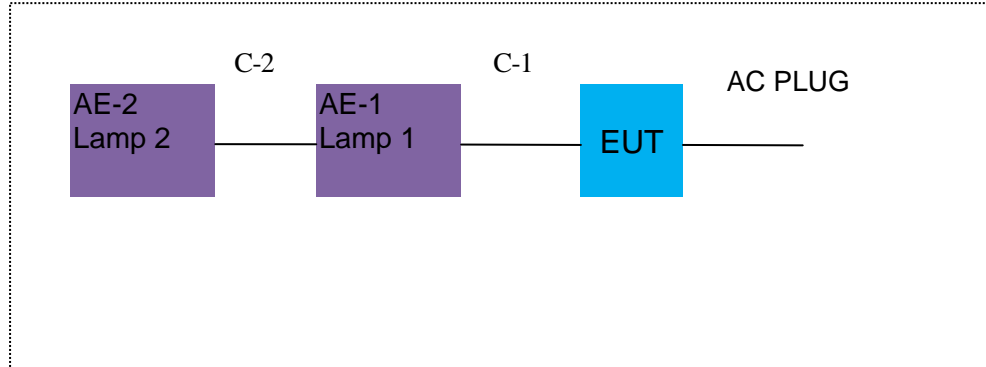 C-2
C-1
AC PLUG
AE-2
Lamp 2
AE-1
Lamp 1
EUT